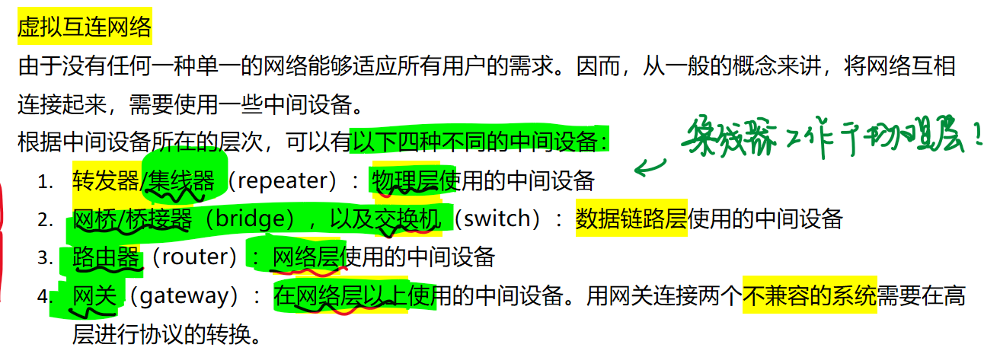 虚拟互连网络
由于没有任何一种单一的网络能够适应所有用户的需求。因而，从一般的概念来讲，将网络互相
连接起来，需要使用一些中间设备。
根据中间设备所在的层次，可以有以下四种不同的中间设备：
集线器工作于物理层！
1. 转发器/集线器（repeater）：物理层使用的中间设备
2. 网桥/桥接器（bridge），以及交换机（switch）：数据链路层使用的中间设备
3. 路由器（router）：网络层使用的中间设备
4. 网关（gateway）：在网络层以上使用的中间设备。用网关连接两个不兼容的系统需要在高
层进行协议的转换。